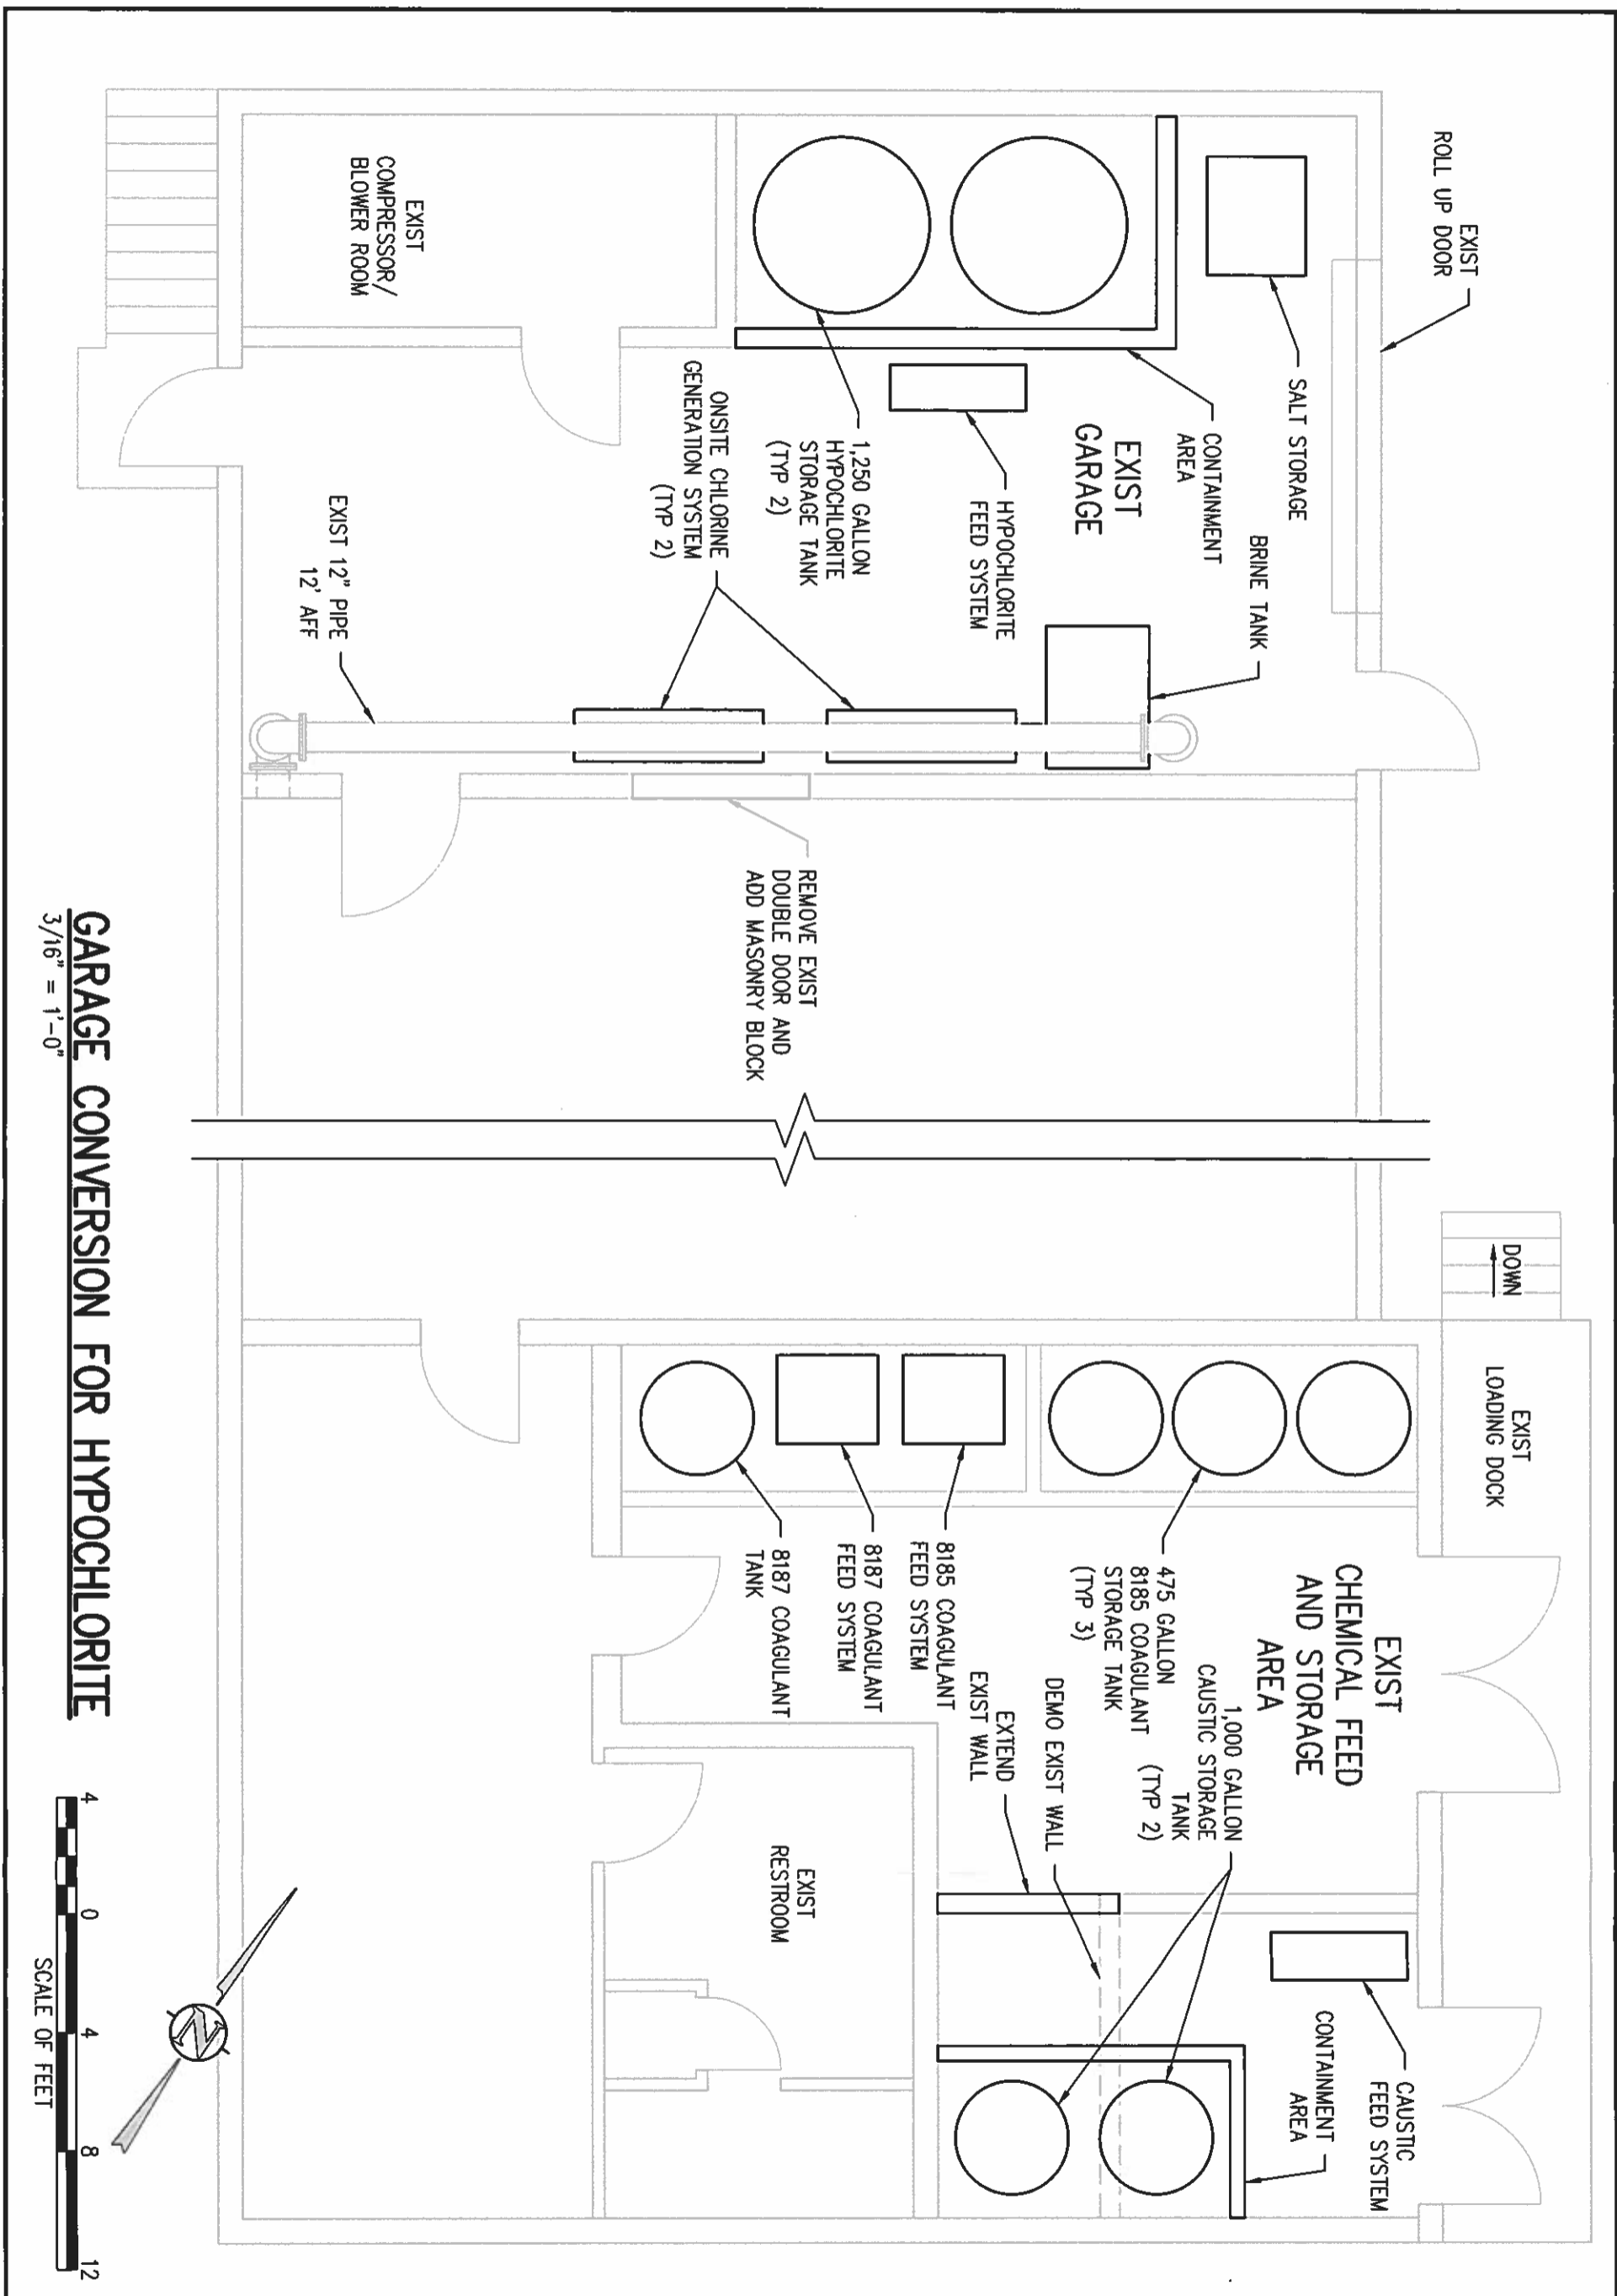 EXIST
ROLL UP DOOR
SALT STORAGE
CONTAINMENT
AREA
BRINE TANK
EXIST
GARAGE
HYPOCHLORITE
FEED SYSTEM
1,250 GALLON
HYPOCHLORITE
STORAGE TANK
(TYP 2)
ONSITE CHLORINE
GENERATION SYSTEM
(TYP 2)
EXIST
COMPRESSOR/
BLOWER ROOM
EXIST 12" PIPE
12' AFF
REMOVE EXIST
DOUBLE DOOR AND
ADD MASONRY BLOCK
DOWN
EXIST
LOADING DOCK
EXIST
CHEMICAL FEED
AND STORAGE
AREA
475 GALLON
8185 COAGULANT
STORAGE TANK
(TYP 3)
8185 COAGULANT
FEED SYSTEM
8187 COAGULANT
FEED SYSTEM
8187 COAGULANT
TANK
1,000 GALLON
CAUSTIC STORAGE
TANK
(TYP 2)
DEMO EXIST WALL
EXTEND
EXIST WALL
CAUSTIC
FEED SYSTEM
CONTAINMENT
AREA
EXIST
RESTROOM
GARAGE CONVERSION FOR HYPOCHLORITE
3/16" = 1'-0"
N
4 0 4 8 12
SCALE OF FEET